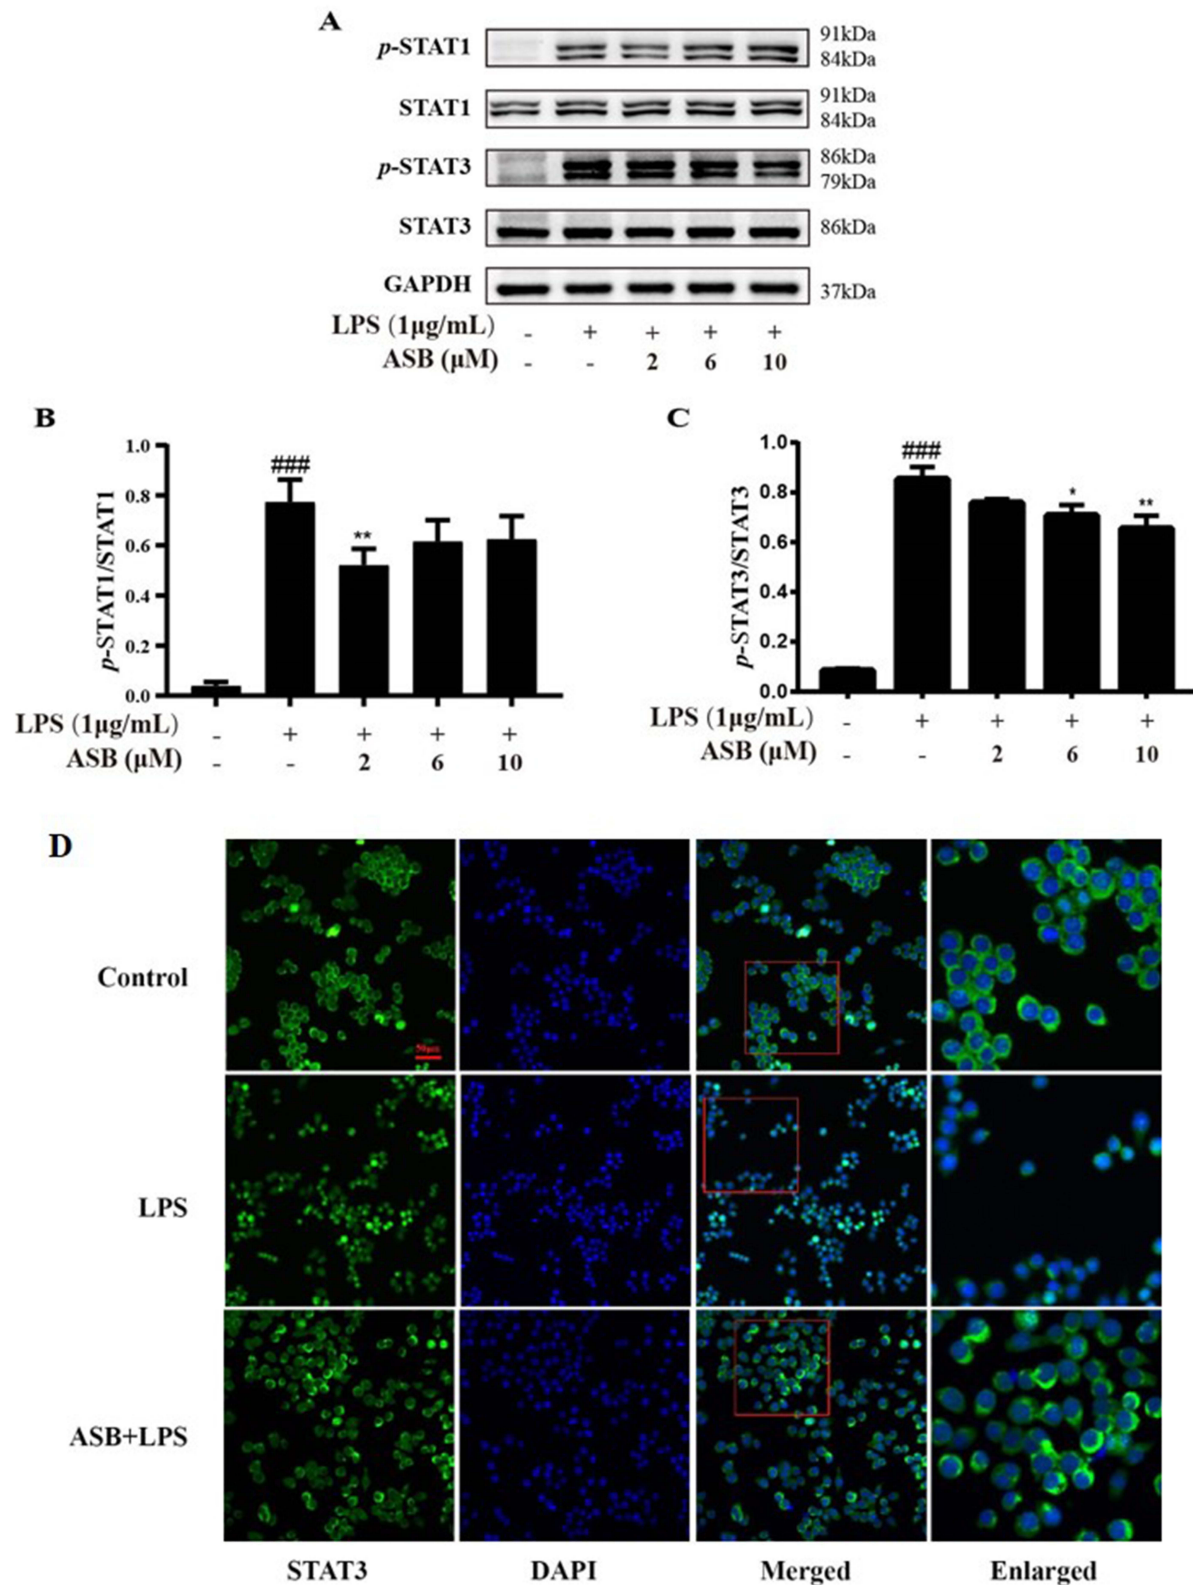 A
p-STAT1 91kDa
84kDa
STAT1 91kDa
84kDa
p-STAT3 86kDa
79kDa
STAT3 86kDa
GAPDH 37kDa
LPS (1μg/mL) - + + + +
ASB (μM) - - 2 6 10
B
p-STAT1/STAT1
1.0
0.8
0.6
0.4
0.2
0.0
###
**
LPS (1μg/mL) - + + + +
ASB (μM) - - 2 6 10
C
p-STAT3/STAT3
1.0
0.8
0.6
0.4
0.2
0.0
###
*
**
LPS (1μg/mL) - + + + +
ASB (μM) - - 2 6 10
D
Control
50μm
LPS
ASB+LPS
STAT3 DAPI Merged Enlarged